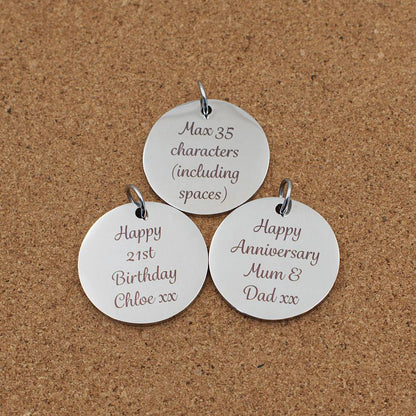 Max 35
characters
(including
spaces)
Happy
21st
Birthday
Chloe xx
Happy
Anniversary
Mum &
Dad xx